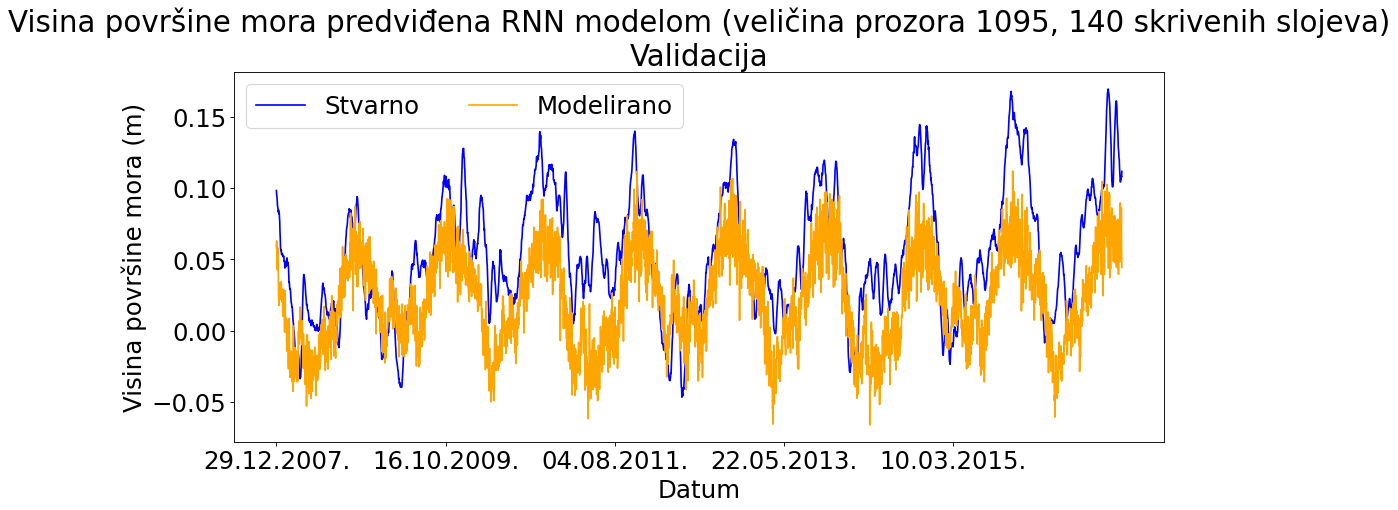 Visina površine mora predviđena RNN modelom (veličina prozora 1095, 140 skrivenih slojeva)
Validacija
Stvarno Modelirano
Visina površine mora (m)
0.15
0.10
0.05
0.00
−0.05
29.12.2007. 16.10.2009. 04.08.2011. 22.05.2013. 10.03.2015.
Datum